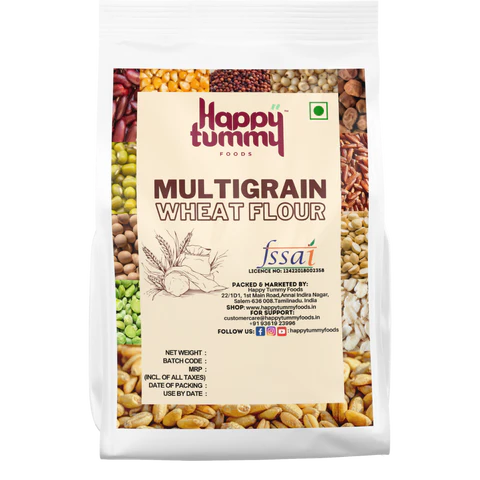 Happy
tummy
™
FOODS
MULTIGRAIN
WHEAT FLOUR
fssai
LICENCE NO: 12422018002358
PACKED & MARKETED BY:
Happy Tummy Foods
22/1D1, 1st Main Road,Annai Indira Nagar,
Salem-636 008.Tamilnadu. India
SHOP: www.happytummyfoods.in
FOR SUPPORT:
customercare@happytummyfoods.in
+91 93619 23996
FOLLOW US: : happytummyfoods
NET WEIGHT :
BATCH CODE :
MRP :
(INCL. OF ALL TAXES)
DATE OF PACKING :
USE BY DATE :